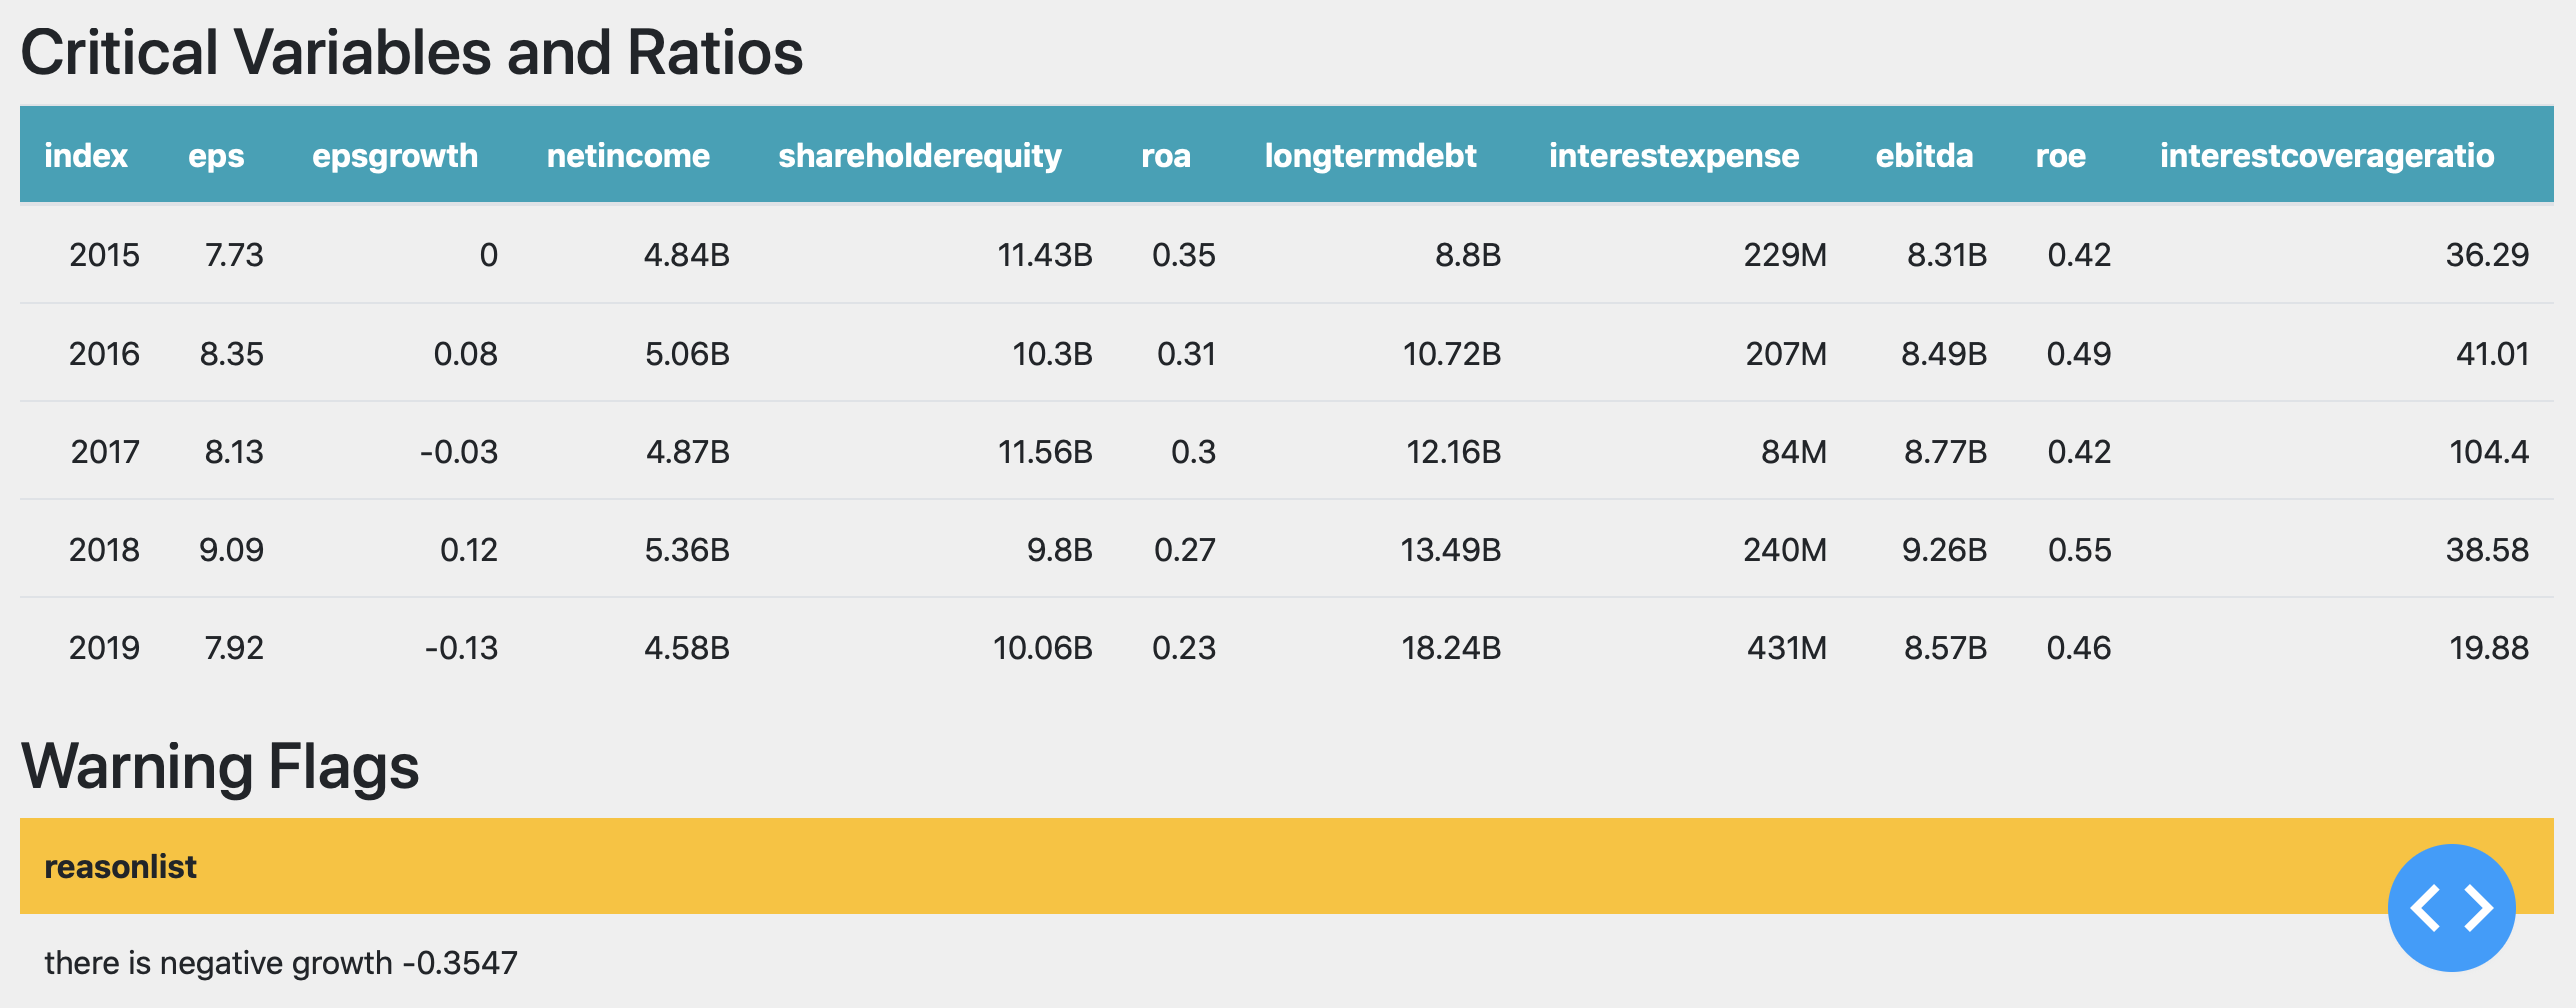 Critical Variables and Ratios
index eps epsgrowth netincome shareholderequity roa longtermdebt interestexpense ebitda roe interestcoverageratio
2015 7.73 0 4.84B 11.43B 0.35 8.8B 229M 8.31B 0.42 36.29
2016 8.35 0.08 5.06B 10.3B 0.31 10.72B 207M 8.49B 0.49 41.01
2017 8.13 -0.03 4.87B 11.56B 0.3 12.16B 84M 8.77B 0.42 104.4
2018 9.09 0.12 5.36B 9.8B 0.27 13.49B 240M 9.26B 0.55 38.58
2019 7.92 -0.13 4.58B 10.06B 0.23 18.24B 431M 8.57B 0.46 19.88
Warning Flags
reasonlist
there is negative growth -0.3547